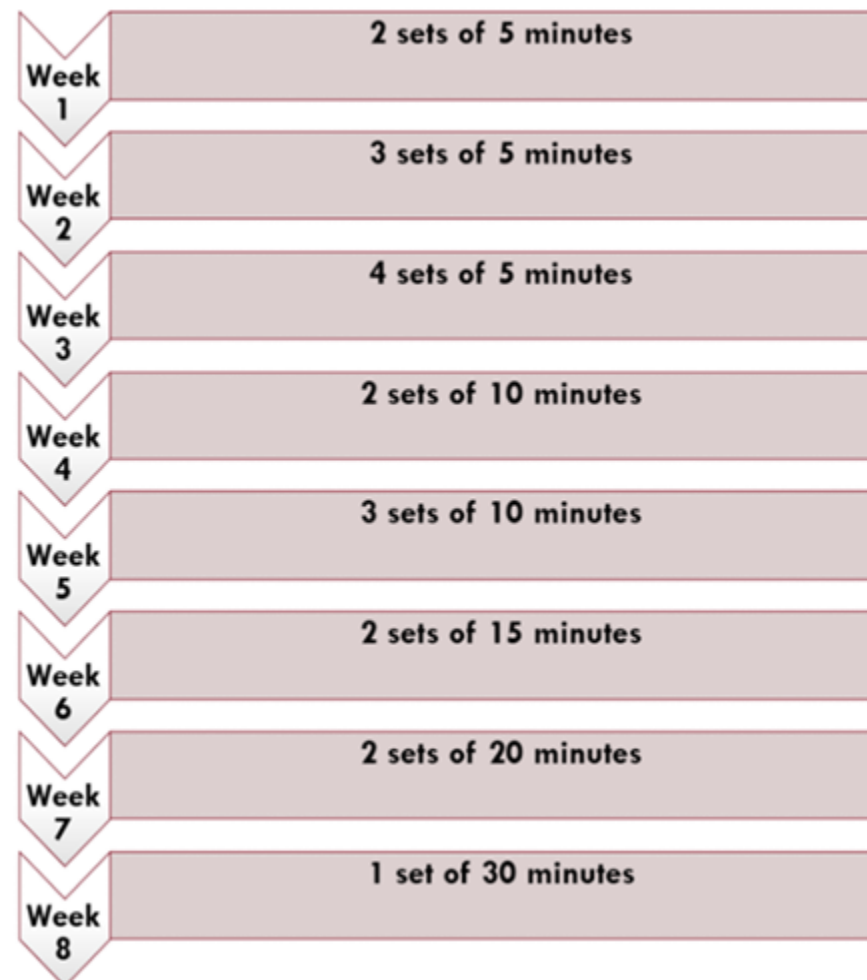 2 sets of 5 minutes
Week
1
3 sets of 5 minutes
Week
2
4 sets of 5 minutes
Week
3
2 sets of 10 minutes
Week
4
3 sets of 10 minutes
Week
5
2 sets of 15 minutes
Week
6
2 sets of 20 minutes
Week
7
1 set of 30 minutes
Week
8